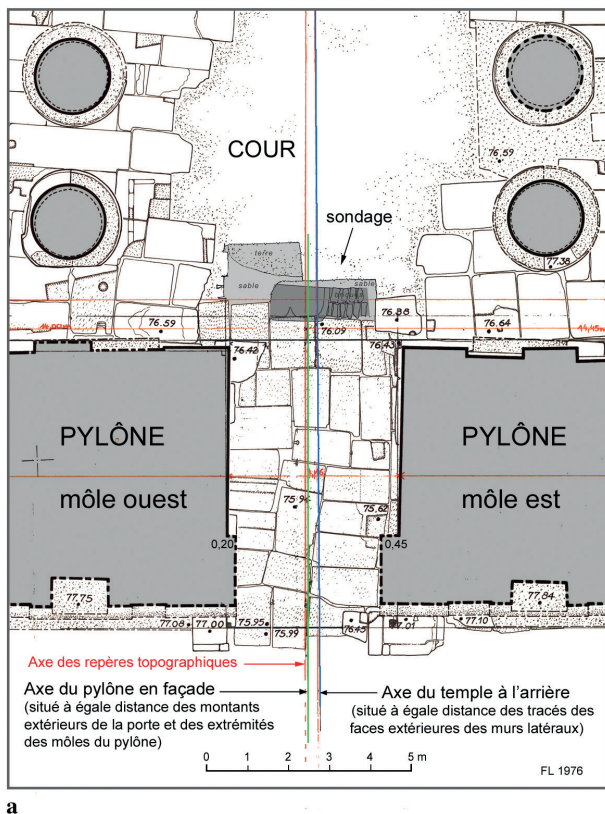 76.59
COUR
sondage
77.38
terre
sable
sable
76.59
76.09
76.38
76.64
14,45m
76.42
76.43
PYLÔNE
PYLÔNE
môle ouest
môle est
75.94
75.62
0,20
0,45
77.75
77.84
77.08
77.00
75.95
75.99
76.45
77.01
77.10
Axe des repères topographiques
Axe du pylône en façade
(situé à égale distance des montants
extérieurs de la porte et des extrémités
des môles du pylône)
Axe du temple à l'arrière
(situé à égale distance des tracés des
faces extérieures des murs latéraux)
0 1 2 3 4 5 m
FL 1976
a